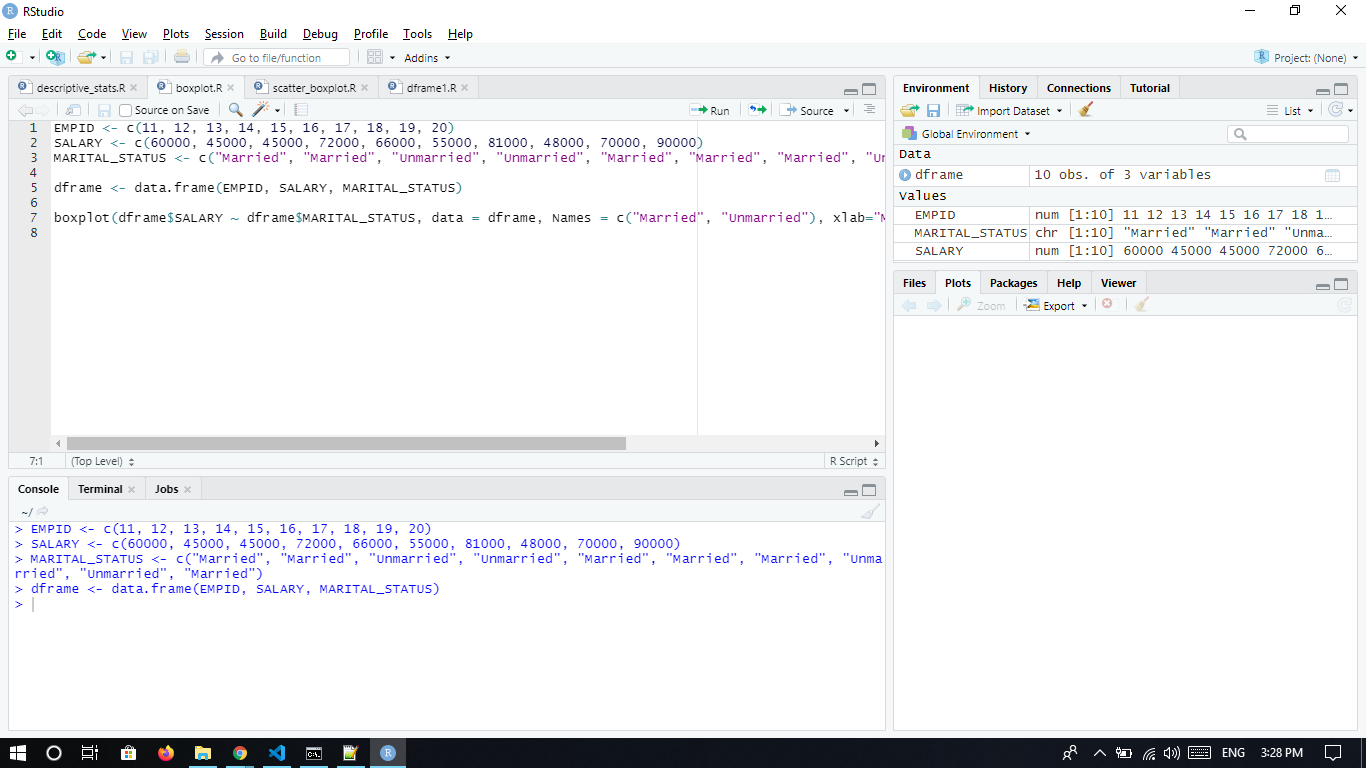 RStudio
File Edit Code View Plots Session Build Debug Profile Tools Help
Go to file/function Addins Project: (None)
descriptive_stats.R boxplot.R scatter_boxplot.R dframe1.R
Source on Save Run Source
1 EMPID <- c(11, 12, 13, 14, 15, 16, 17, 18, 19, 20)
2 SALARY <- c(60000, 45000, 45000, 72000, 66000, 55000, 81000, 48000, 70000, 90000)
3 MARITAL_STATUS <- c("Married", "Married", "Unmarried", "Unmarried", "Married", "Married", "Married", "Un
4
5 dframe <- data.frame(EMPID, SALARY, MARITAL_STATUS)
6
7 boxplot(dframe$SALARY ~ dframe$MARITAL_STATUS, data = dframe, Names = c("Married", "Unmarried"), xlab="M
8
7:1 (Top Level) R Script
Console Terminal Jobs
~/
> EMPID <- c(11, 12, 13, 14, 15, 16, 17, 18, 19, 20)
> SALARY <- c(60000, 45000, 45000, 72000, 66000, 55000, 81000, 48000, 70000, 90000)
> MARITAL_STATUS <- c("Married", "Married", "Unmarried", "Unmarried", "Married", "Married", "Married", "Unma
rried", "Unmarried", "Married")
> dframe <- data.frame(EMPID, SALARY, MARITAL_STATUS)
>
Environment History Connections Tutorial
Import Dataset List
Global Environment
Data
dframe 10 obs. of 3 variables
Values
EMPID num [1:10] 11 12 13 14 15 16 17 18 1…
MARITAL_STATUS chr [1:10] "Married" "Married" "Unma…
SALARY num [1:10] 60000 45000 45000 72000 6…
Files Plots Packages Help Viewer
Zoom Export
ENG 3:28 PM